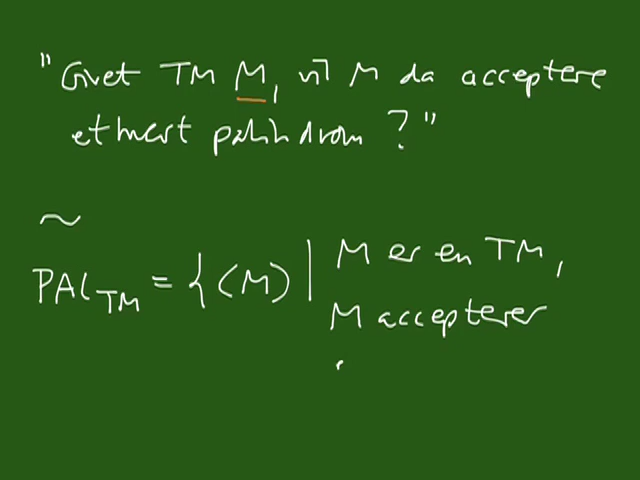 "Givet TM M, vil M da acceptere
ethvert palindrom ?"
~
PAL_TM = { ⟨M⟩ | M er en TM,
M accepterer